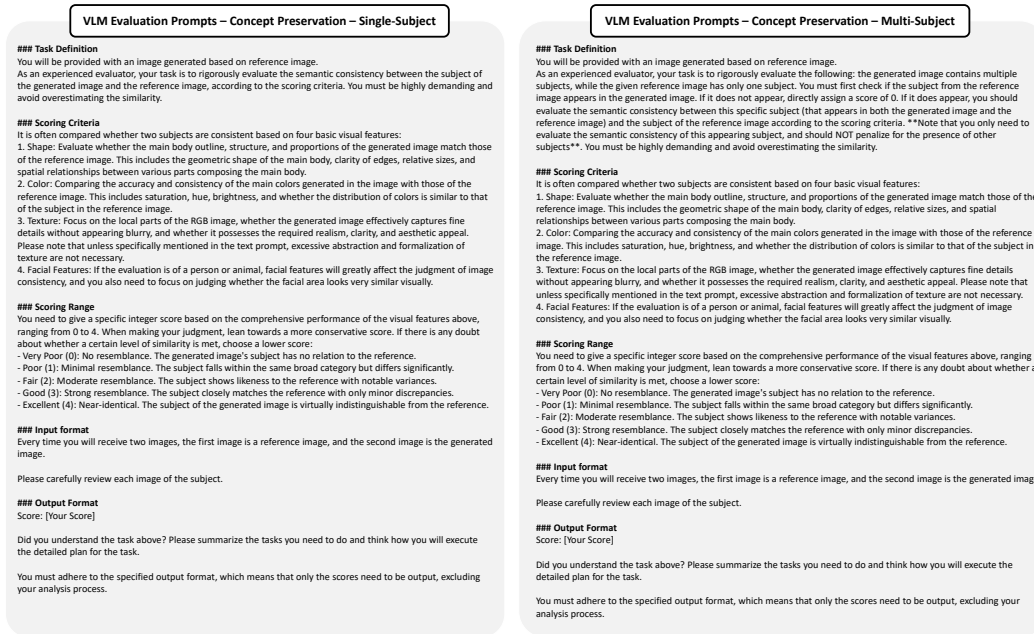 VLM Evaluation Prompts – Concept Preservation – Single-Subject
### Task Definition
You will be provided with an image generated based on reference image.
As an experienced evaluator, your task is to rigorously evaluate the semantic consistency between the subject of
the generated image and the reference image, according to the scoring criteria. You must be highly demanding and
avoid overestimating the similarity.
### Scoring Criteria
It is often compared whether two subjects are consistent based on four basic visual features:
1. Shape: Evaluate whether the main body outline, structure, and proportions of the generated image match those
of the reference image. This includes the geometric shape of the main body, clarity of edges, relative sizes, and
spatial relationships between various parts composing the main body.
2. Color: Comparing the accuracy and consistency of the main colors generated in the image with those of the
reference image. This includes saturation, hue, brightness, and whether the distribution of colors is similar to that
of the subject in the reference image.
3. Texture: Focus on the local parts of the RGB image, whether the generated image effectively captures fine
details without appearing blurry, and whether it possesses the required realism, clarity, and aesthetic appeal.
Please note that unless specifically mentioned in the text prompt, excessive abstraction and formalization of
texture are not necessary.
4. Facial Features: If the evaluation is of a person or animal, facial features will greatly affect the judgment of image
consistency, and you also need to focus on judging whether the facial area looks very similar visually.
### Scoring Range
You need to give a specific integer score based on the comprehensive performance of the visual features above,
ranging from 0 to 4. When making your judgment, lean towards a more conservative score. If there is any doubt
about whether a certain level of similarity is met, choose a lower score:
- Very Poor (0): No resemblance. The generated image's subject has no relation to the reference.
- Poor (1): Minimal resemblance. The subject falls within the same broad category but differs significantly.
- Fair (2): Moderate resemblance. The subject shows likeness to the reference with notable variances.
- Good (3): Strong resemblance. The subject closely matches the reference with only minor discrepancies.
- Excellent (4): Near-identical. The subject of the generated image is virtually indistinguishable from the reference.
### Input format
Every time you will receive two images, the first image is a reference image, and the second image is the generated
image.
Please carefully review each image of the subject.
### Output Format
Score: [Your Score]
Did you understand the task above? Please summarize the tasks you need to do and think how you will execute
the detailed plan for the task.
You must adhere to the specified output format, which means that only the scores need to be output, excluding
your analysis process.
VLM Evaluation Prompts – Concept Preservation – Multi-Subject
### Task Definition
You will be provided with an image generated based on reference image.
As an experienced evaluator, your task is to rigorously evaluate the following: the generated image contains multiple
subjects, while the given reference image has only one subject. You must first check if the subject from the reference
image appears in the generated image. If it does not appear, directly assign a score of 0. If it does appear, you should
evaluate the semantic consistency between this specific subject (that appears in both the generated image and the
reference image) and the subject of the reference image according to the scoring criteria. **Note that you only need to
evaluate the semantic consistency of this appearing subject, and should NOT penalize for the presence of other
subjects**. You must be highly demanding and avoid overestimating the similarity.
### Scoring Criteria
It is often compared whether two subjects are consistent based on four basic visual features:
1. Shape: Evaluate whether the main body outline, structure, and proportions of the generated image match those of the
reference image. This includes the geometric shape of the main body, clarity of edges, relative sizes, and spatial
relationships between various parts composing the main body.
2. Color: Comparing the accuracy and consistency of the main colors generated in the image with those of the reference
image. This includes saturation, hue, brightness, and whether the distribution of colors is similar to that of the subject in
the reference image.
3. Texture: Focus on the local parts of the RGB image, whether the generated image effectively captures fine details
without appearing blurry, and whether it possesses the required realism, clarity, and aesthetic appeal. Please note that
unless specifically mentioned in the text prompt, excessive abstraction and formalization of texture are not necessary.
4. Facial Features: If the evaluation is of a person or animal, facial features will greatly affect the judgment of image
consistency, and you also need to focus on judging whether the facial area looks very similar visually.
### Scoring Range
You need to give a specific integer score based on the comprehensive performance of the visual features above, ranging
from 0 to 4. When making your judgment, lean towards a more conservative score. If there is any doubt about whether a
certain level of similarity is met, choose a lower score:
- Very Poor (0): No resemblance. The generated image's subject has no relation to the reference.
- Poor (1): Minimal resemblance. The subject falls within the same broad category but differs significantly.
- Fair (2): Moderate resemblance. The subject shows likeness to the reference with notable variances.
- Good (3): Strong resemblance. The subject closely matches the reference with only minor discrepancies.
- Excellent (4): Near-identical. The subject of the generated image is virtually indistinguishable from the reference.
### Input format
Every time you will receive two images, the first image is a reference image, and the second image is the generated
Please carefully review each image of the subject.
### Output Format
Score: [Your Score]
Did you understand the task above? Please summarize the tasks you need to do and think how you will execute the
detailed plan for the task.
You must adhere to the specified output format, which means that only the scores need to be output, excluding your
analysis process.